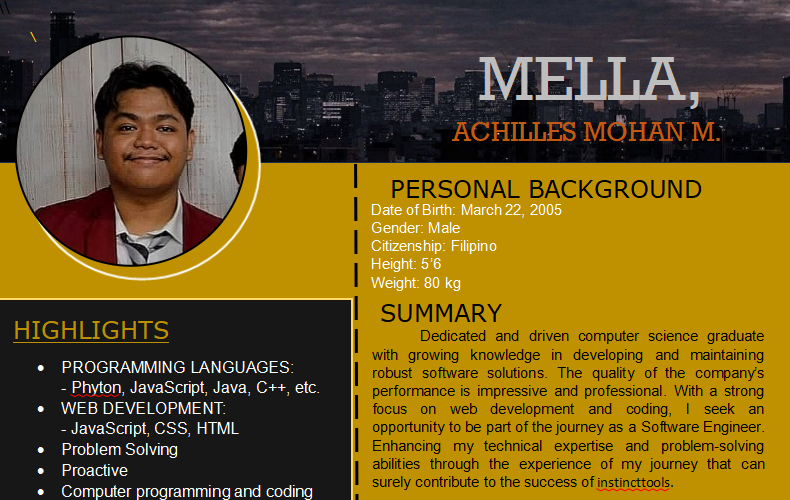 MELLA,
ACHILLES MOHAN M.
PERSONAL BACKGROUND
Date of Birth: March 22, 2005
Gender: Male
Citizenship: Filipino
Height: 5'6
Weight: 80 kg
SUMMARY
Dedicated and driven computer science graduate
with growing knowledge in developing and maintaining
robust software solutions. The quality of the company's
performance is impressive and professional. With a strong
focus on web development and coding, I seek an
opportunity to be part of the journey as a Software Engineer.
Enhancing my technical expertise and problem-solving
abilities through the experience of my journey that can
surely contribute to the success of instincttools.
HIGHLIGHTS
• PROGRAMMING LANGUAGES:
- Phyton, JavaScript, Java, C++, etc.
• WEB DEVELOPMENT:
- JavaScript, CSS, HTML
• Problem Solving
• Proactive
• Computer programming and coding